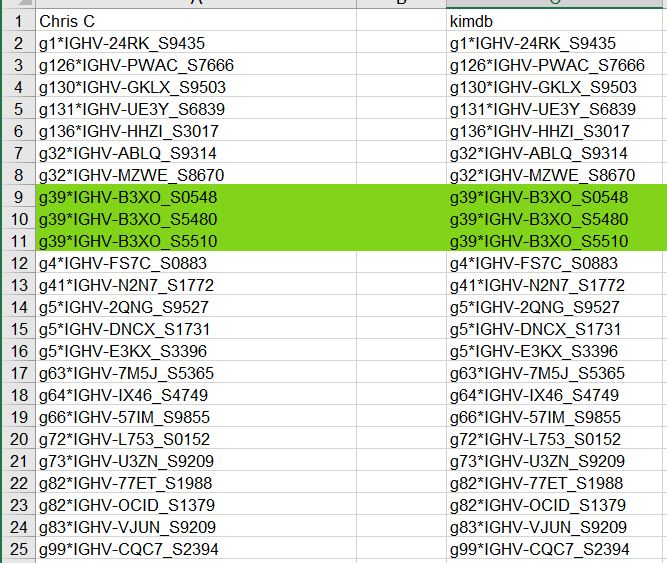 1 Chris C kimdb
2 g1*IGHV-24RK_S9435 g1*IGHV-24RK_S9435
3 g126*IGHV-PWAC_S7666 g126*IGHV-PWAC_S7666
4 g130*IGHV-GKLX_S9503 g130*IGHV-GKLX_S9503
5 g131*IGHV-UE3Y_S6839 g131*IGHV-UE3Y_S6839
6 g136*IGHV-HHZI_S3017 g136*IGHV-HHZI_S3017
7 g32*IGHV-ABLQ_S9314 g32*IGHV-ABLQ_S9314
8 g32*IGHV-MZWE_S8670 g32*IGHV-MZWE_S8670
9 g39*IGHV-B3XO_S0548 g39*IGHV-B3XO_S0548
10 g39*IGHV-B3XO_S5480 g39*IGHV-B3XO_S5480
11 g39*IGHV-B3XO_S5510 g39*IGHV-B3XO_S5510
12 g4*IGHV-FS7C_S0883 g4*IGHV-FS7C_S0883
13 g41*IGHV-N2N7_S1772 g41*IGHV-N2N7_S1772
14 g5*IGHV-2QNG_S9527 g5*IGHV-2QNG_S9527
15 g5*IGHV-DNCX_S1731 g5*IGHV-DNCX_S1731
16 g5*IGHV-E3KX_S3396 g5*IGHV-E3KX_S3396
17 g63*IGHV-7M5J_S5365 g63*IGHV-7M5J_S5365
18 g64*IGHV-IX46_S4749 g64*IGHV-IX46_S4749
19 g66*IGHV-57IM_S9855 g66*IGHV-57IM_S9855
20 g72*IGHV-L753_S0152 g72*IGHV-L753_S0152
21 g73*IGHV-U3ZN_S9209 g73*IGHV-U3ZN_S9209
22 g82*IGHV-77ET_S1988 g82*IGHV-77ET_S1988
23 g82*IGHV-OCID_S1379 g82*IGHV-OCID_S1379
24 g83*IGHV-VJUN_S9209 g83*IGHV-VJUN_S9209
25 g99*IGHV-CQC7_S2394 g99*IGHV-CQC7_S2394